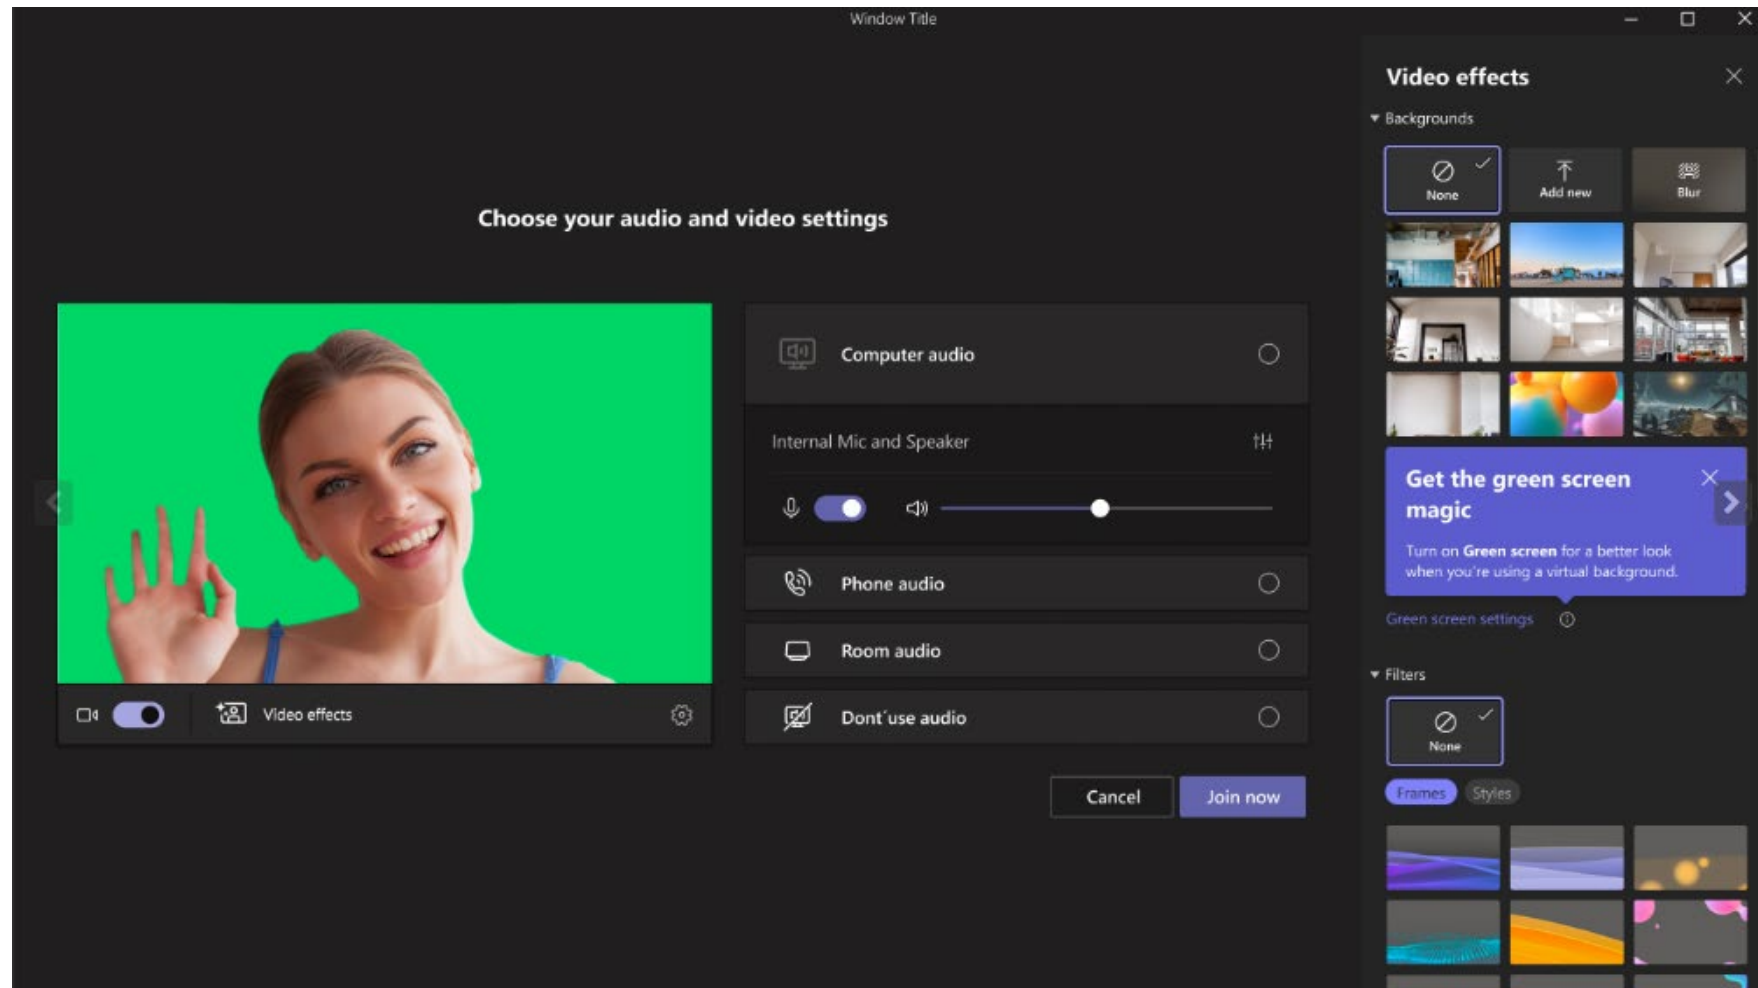 Window Title
Choose your audio and video settings
Computer audio
Internal Mic and Speaker
Phone audio
Room audio
Dont´use audio
Video effects
Cancel
Join now
Video effects
Backgrounds
None
Add new
Blur
Get the green screen
magic
Turn on Green screen for a better look
when you're using a virtual background.
Green screen settings
Filters
None
Frames
Styles